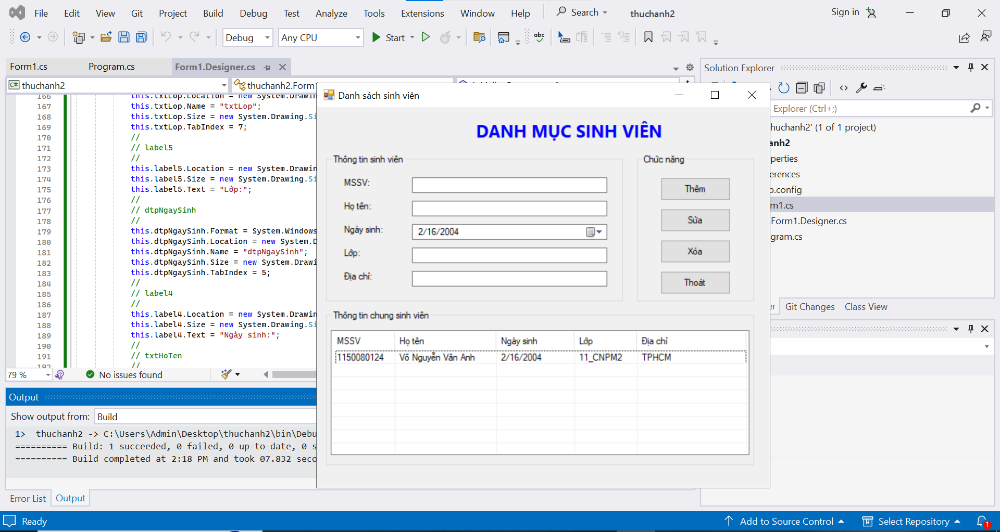 File Edit View Git Project Build Debug Test Analyze Tools Extensions Window Help Search thuchanh2 Sign in
Debug Any CPU Start abc
Form1.cs Program.cs Form1.Designer.cs
C# thuchanh2 thuchanh2.Form1
166 this.txtLop.Location = new System.Drawin
167 this.txtLop.Name = "txtLop";
168 this.txtLop.Size = new System.Drawing.Si
169 this.txtLop.TabIndex = 7;
170 //
171 // label5
172 //
173 this.label5.Location = new System.Drawin
174 this.label5.Size = new System.Drawing.Si
175 this.label5.Text = "Lớp:";
176 //
177 // dtpNgaySinh
178 //
179 this.dtpNgaySinh.Format = System.Windows
180 this.dtpNgaySinh.Location = new System.D
181 this.dtpNgaySinh.Name = "dtpNgaySinh";
182 this.dtpNgaySinh.Size = new System.Drawi
183 this.dtpNgaySinh.TabIndex = 5;
184 //
185 // label4
186 //
187 this.label4.Location = new System.Drawin
188 this.label4.Size = new System.Drawing.Si
189 this.label4.Text = "Ngày sinh:";
190 //
191 // txtHoTen
192 //
79 % No issues found
Output
Show output from: Build
1> thuchanh2 -> C:\Users\Admin\Desktop\thuchanh2\bin\Debu
========== Build: 1 succeeded, 0 failed, 0 up-to-date, 0 s
========== Build completed at 2:18 PM and took 07.832 seco
Error List Output
Danh sách sinh viên
DANH MỤC SINH VIÊN
Thông tin sinh viên
MSSV:
Họ tên:
Ngày sinh: 2/16/2004
Lớp:
Địa chỉ:
Chức năng
Thêm
Sửa
Xóa
Thoát
Thông tin chung sinh viên
MSSV Họ tên Ngày sinh Lớp Địa chỉ
1150080124 Võ Nguyễn Vân Anh 2/16/2004 11_CNPM2 TPHCM
Solution Explorer
Explorer (Ctrl+;)
huchanh2' (1 of 1 project)
anh2
perties
erences
p.config
m1.cs
Form1.Designer.cs
gram.cs
er Git Changes Class View
Ready Add to Source Control Select Repository 1